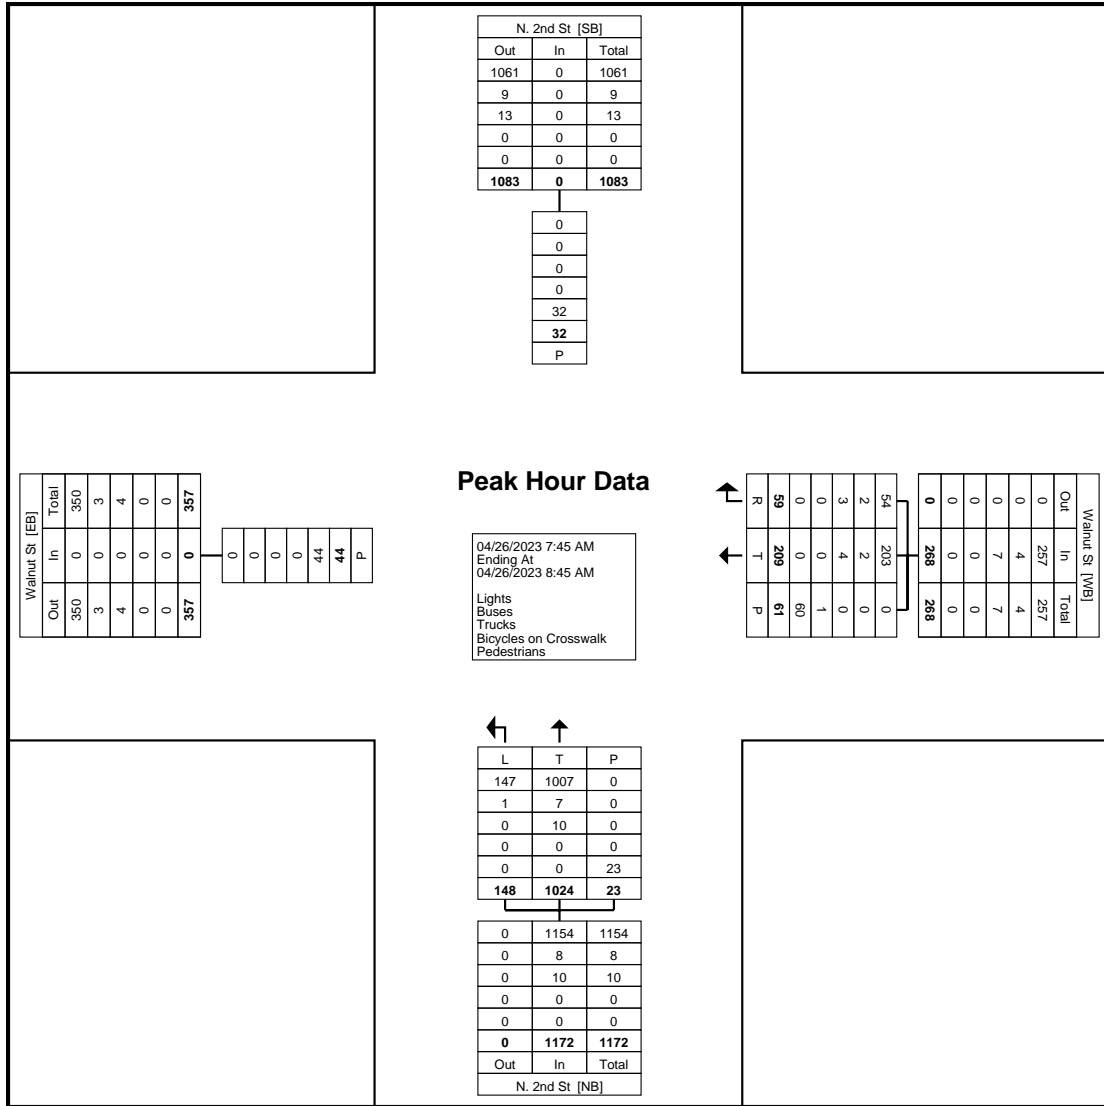 N. 2nd St [SB]
Out In Total
1061 0 1061
9 0 9
13 0 13
0 0 0
0 0 0
1083 0 1083
0
0
0
0
32
32
P
Walnut St [EB]
Total In Out
350 0 350
3 0 3
4 0 4
0 0 0
0 0 0
357 0 357
0
0
0
0
44
44
P
Peak Hour Data
04/26/2023 7:45 AM
Ending At
04/26/2023 8:45 AM
Lights
Buses
Trucks
Bicycles on Crosswalk
Pedestrians
Walnut St [WB]
Out In Total
0 257 257
0 4 4
0 7 7
0 0 0
0 0 0
0 268 268
54 203 0
2 2 0
3 4 0
0 0 1
0 0 60
59 209 61
R T P
L T P
147 1007 0
1 7 0
0 10 0
0 0 0
0 0 23
148 1024 23
0 1154 1154
0 8 8
0 10 10
0 0 0
0 0 0
0 1172 1172
Out In Total
N. 2nd St [NB]